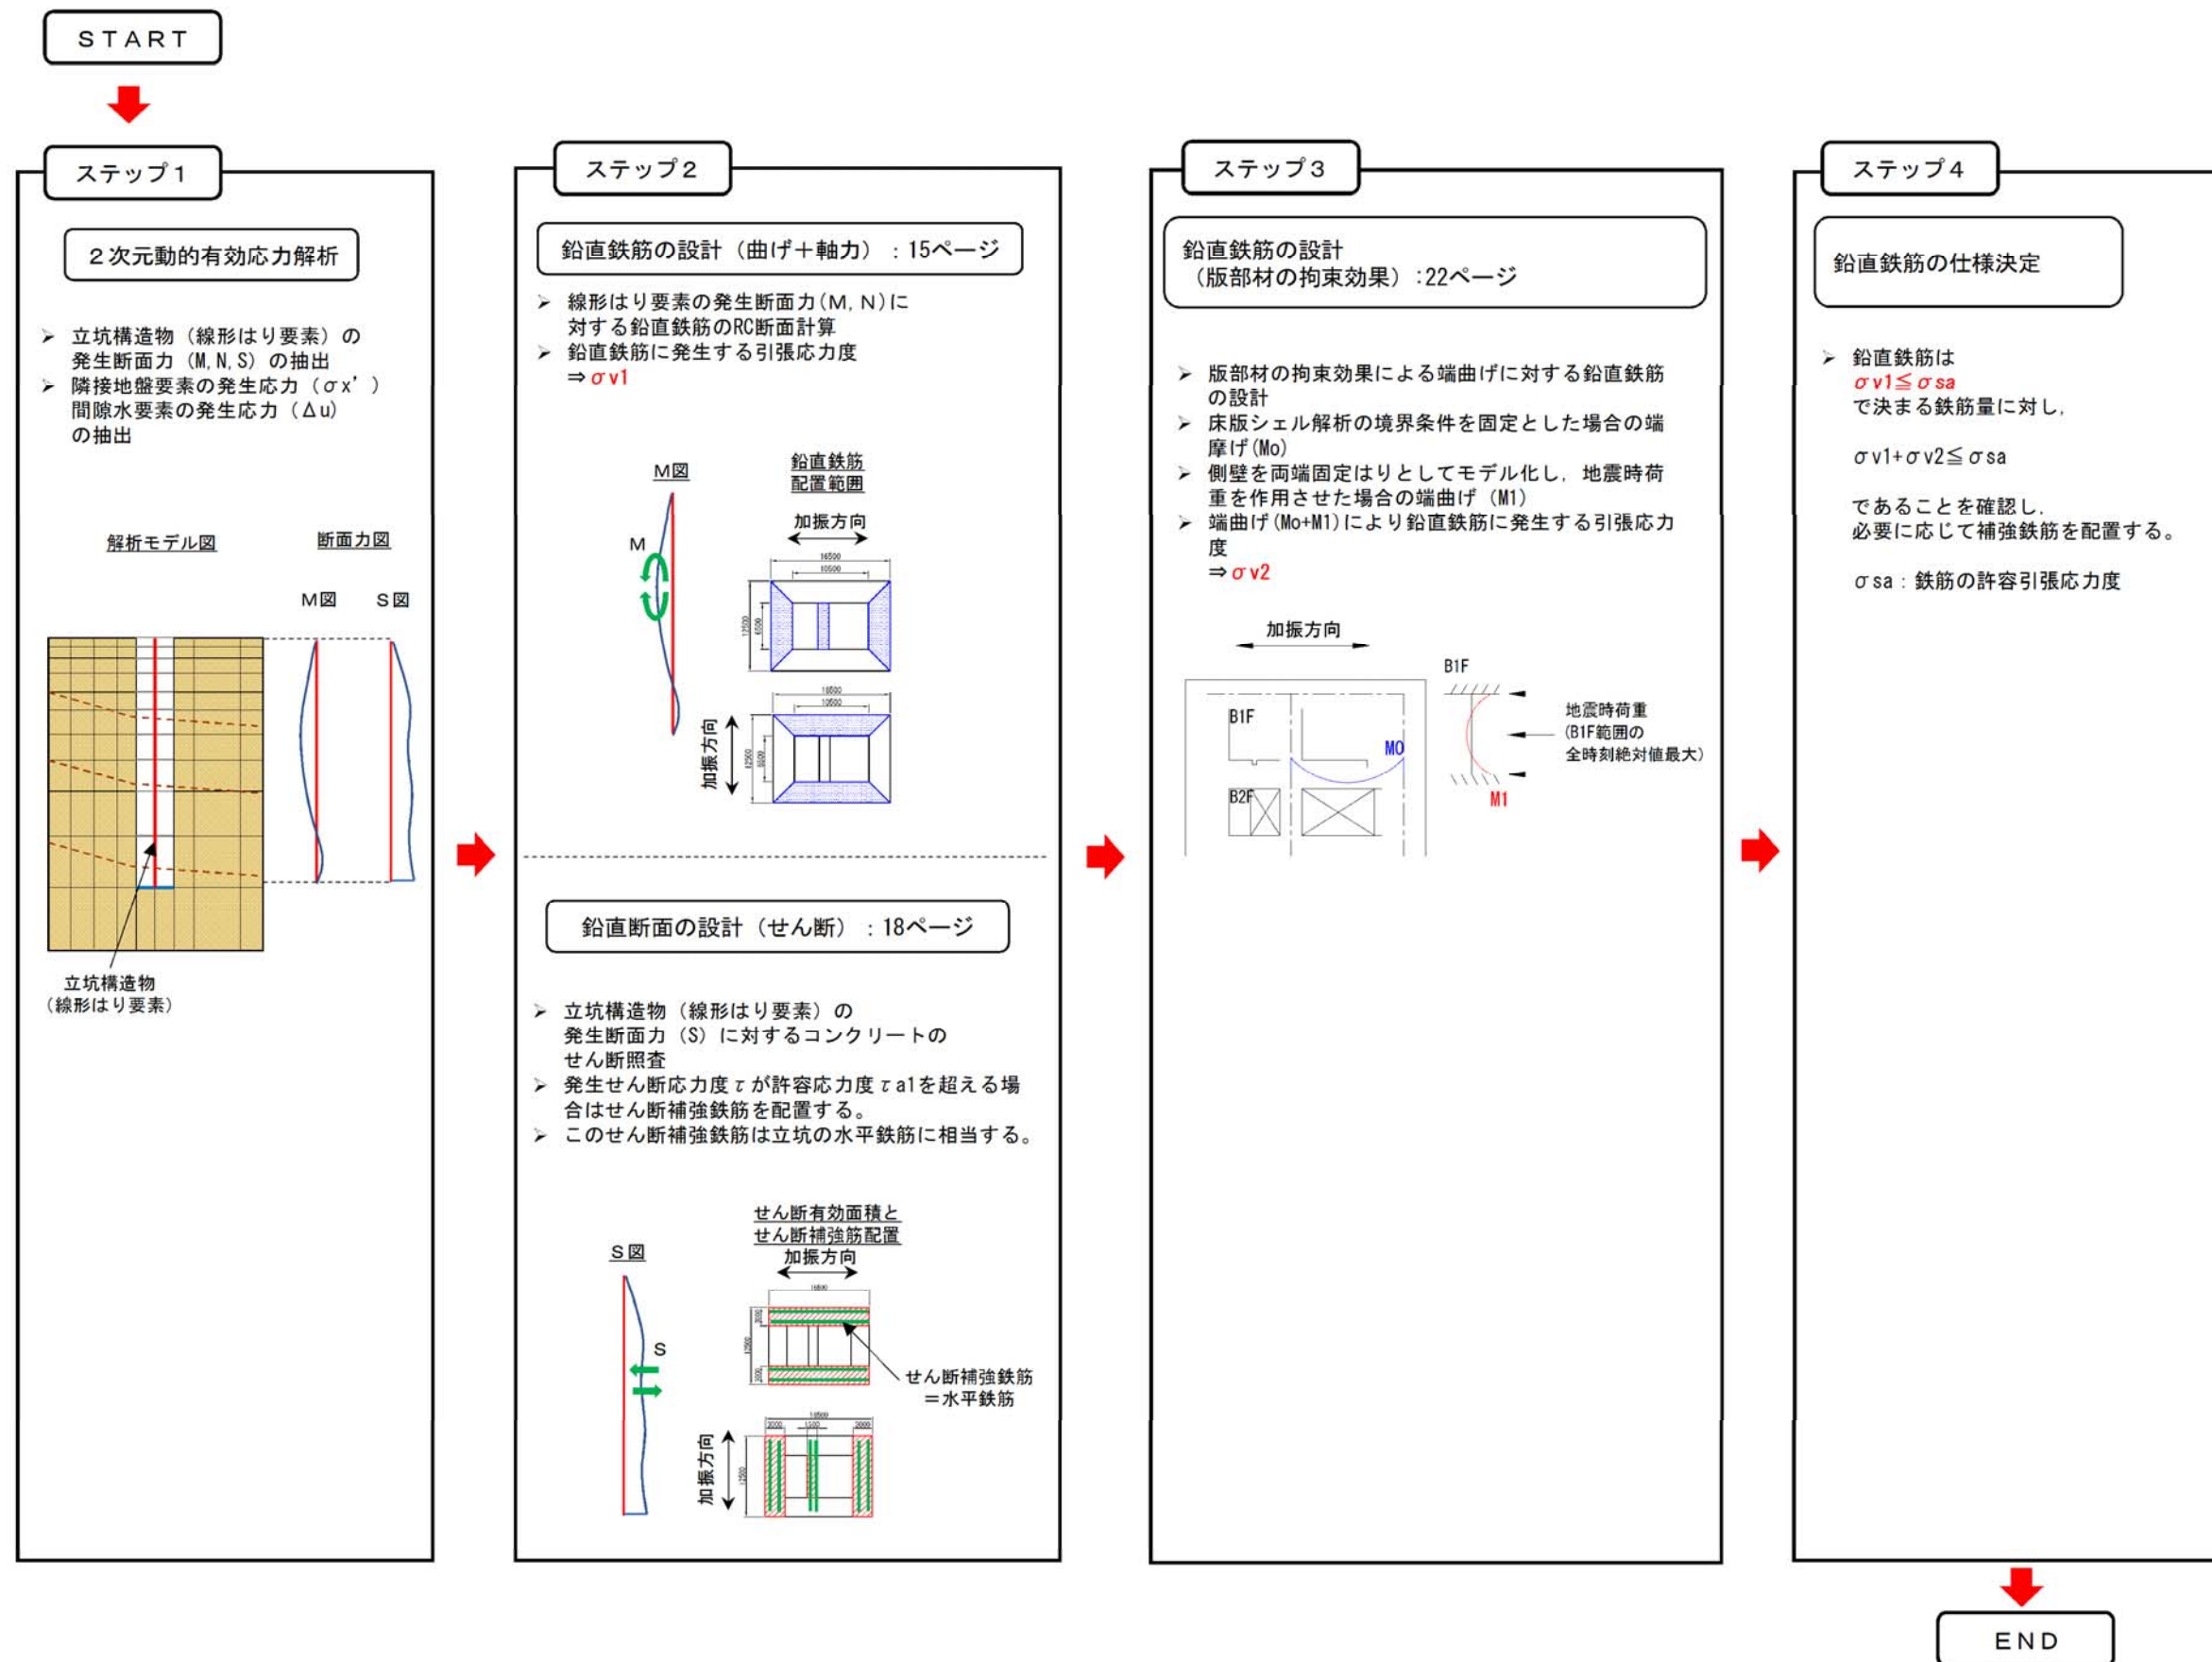 ＳＴＡＲＴ
ステップ１
２次元動的有効応力解析
➢ 立坑構造物（線形はり要素）の
発生断面力（M,N,S）の抽出
➢ 隣接地盤要素の発生応力（σx’）
間隙水要素の発生応力（Δu）
の抽出
解析モデル図
断面力図
M図
S図
立坑構造物
（線形はり要素）
ステップ２
鉛直鉄筋の設計（曲げ＋軸力）：15ページ
➢ 線形はり要素の発生断面力(M, N)に
対する鉛直鉄筋のRC断面計算
➢ 鉛直鉄筋に発生する引張応力度
⇒σv1
M図
M
鉛直鉄筋
配置範囲
加振方向
16500
10500
12500
6500
加振方向
16500
10500
12500
6500
鉛直断面の設計（せん断）：18ページ
➢ 立坑構造物（線形はり要素）の
発生断面力（S）に対するコンクリートの
せん断照査
➢ 発生せん断応力度τが許容応力度τa1を超える場
合はせん断補強鉄筋を配置する。
➢ このせん断補強鉄筋は立坑の水平鉄筋に相当する。
S図
S
せん断有効面積と
せん断補強筋配置
加振方向
16500
3000
12500
3000
せん断補強鉄筋
＝水平鉄筋
加振方向
16500
3000
1500
3000
12500
ステップ３
鉛直鉄筋の設計
（版部材の拘束効果）:22ページ
➢ 版部材の拘束効果による端曲げに対する鉛直鉄筋
の設計
➢ 床版シェル解析の境界条件を固定とした場合の端
摩げ(Mo)
➢ 側壁を両端固定はりとしてモデル化し，地震時荷
重を作用させた場合の端曲げ（M1）
➢ 端曲げ(Mo+M1)により鉛直鉄筋に発生する引張応力
度
⇒σv2
加振方向
B1F
B1F
M0
B2F
M1
地震時荷重
(B1F範囲の
全時刻絶対値最大)
ステップ４
鉛直鉄筋の仕様決定
➢ 鉛直鉄筋は
σv1≦σsa
で決まる鉄筋量に対し，
σv1+σv2≦σsa
であることを確認し，
必要に応じて補強鉄筋を配置する。
σsa：鉄筋の許容引張応力度
ＥＮＤ